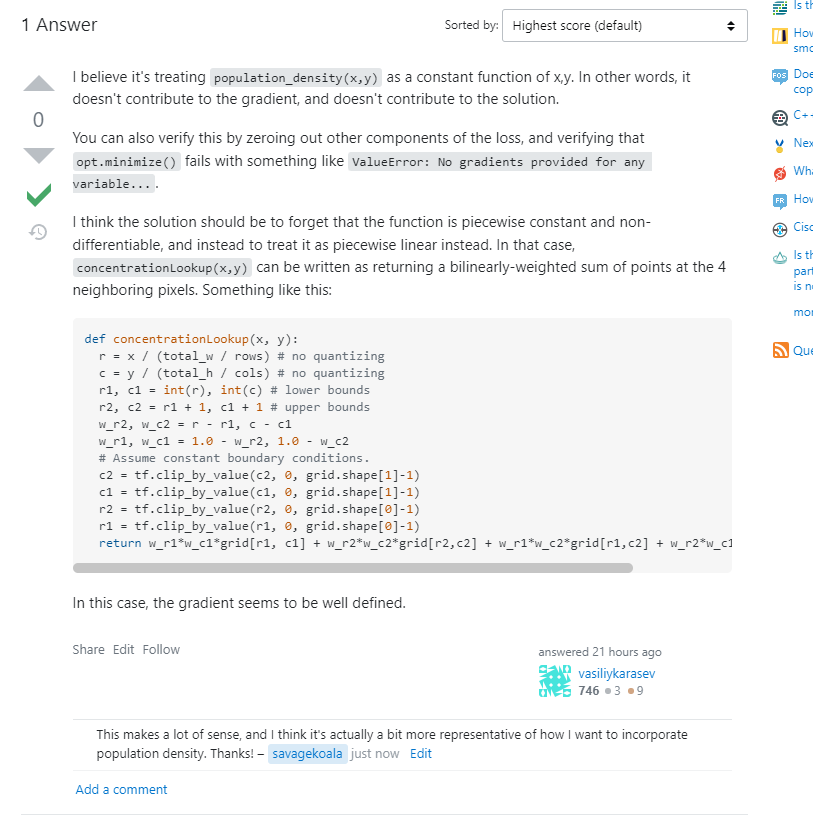 1 Answer
Sorted by:
Highest score (default)
I believe it's treating population_density(x,y) as a constant function of x,y. In other words, it
doesn't contribute to the gradient, and doesn't contribute to the solution.
0
You can also verify this by zeroing out other components of the loss, and verifying that
opt.minimize() fails with something like ValueError: No gradients provided for any
variable... .
I think the solution should be to forget that the function is piecewise constant and non-
differentiable, and instead to treat it as piecewise linear instead. In that case,
concentrationLookup(x,y) can be written as returning a bilinearly-weighted sum of points at the 4
neighboring pixels. Something like this:
def concentrationLookup(x, y):
  r = x / (total_w / rows) # no quantizing
  c = y / (total_h / cols) # no quantizing
  r1, c1 = int(r), int(c) # lower bounds
  r2, c2 = r1 + 1, c1 + 1 # upper bounds
  w_r2, w_c2 = r - r1, c - c1
  w_r1, w_c1 = 1.0 - w_r2, 1.0 - w_c2
  # Assume constant boundary conditions.
  c2 = tf.clip_by_value(c2, 0, grid.shape[1]-1)
  c1 = tf.clip_by_value(c1, 0, grid.shape[1]-1)
  r2 = tf.clip_by_value(r2, 0, grid.shape[0]-1)
  r1 = tf.clip_by_value(r1, 0, grid.shape[0]-1)
  return w_r1*w_c1*grid[r1, c1] + w_r2*w_c2*grid[r2,c2] + w_r1*w_c2*grid[r1,c2] + w_r2*w_c1
In this case, the gradient seems to be well defined.
Share Edit Follow
answered 21 hours ago
vasiliykarasev
746 3 9
This makes a lot of sense, and I think it's actually a bit more representative of how I want to incorporate
population density. Thanks! – savagekoala just now Edit
Add a comment
Is th
How
smo
FOS
Doe
cop
C++
Nex
Wha
FR
How
Cisc
Is th
part
is n
mor
Que